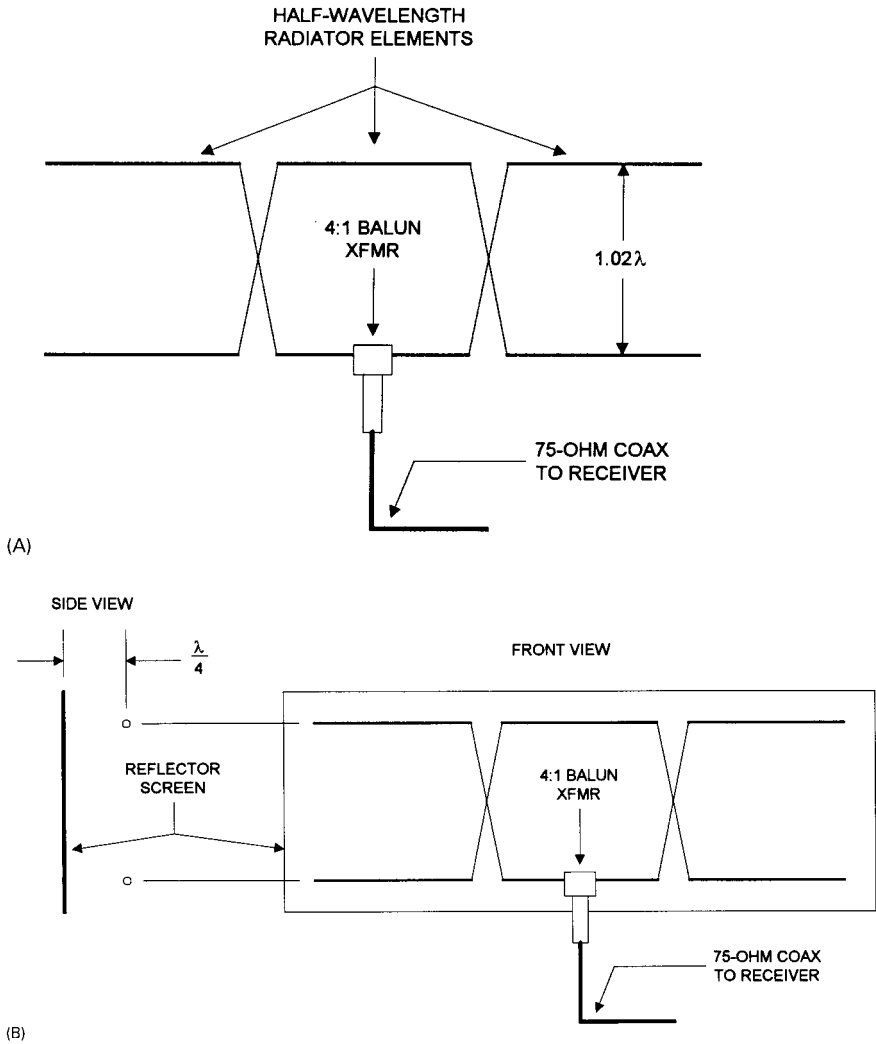 HALF-WAVELENGTH
RADIATOR ELEMENTS
4:1 BALUN
XFMR
1.02λ
75-OHM COAX
TO RECEIVER
(A)
SIDE VIEW
λ
4
FRONT VIEW
REFLECTOR
SCREEN
4:1 BALUN
XFMR
75-OHM COAX
TO RECEIVER
(B)